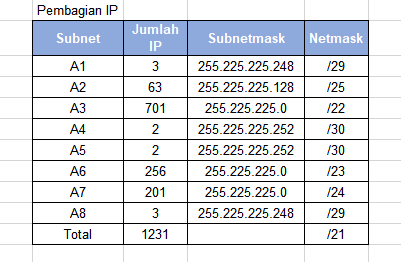 Pembagian IP
Subnet Jumlah IP Subnetmask Netmask
A1 3 255.225.225.248 /29
A2 63 255.225.225.128 /25
A3 701 255.225.225.0 /22
A4 2 255.225.225.252 /30
A5 2 255.225.225.252 /30
A6 256 255.225.225.0 /23
A7 201 255.225.225.0 /24
A8 3 255.225.225.248 /29
Total 1231 /21